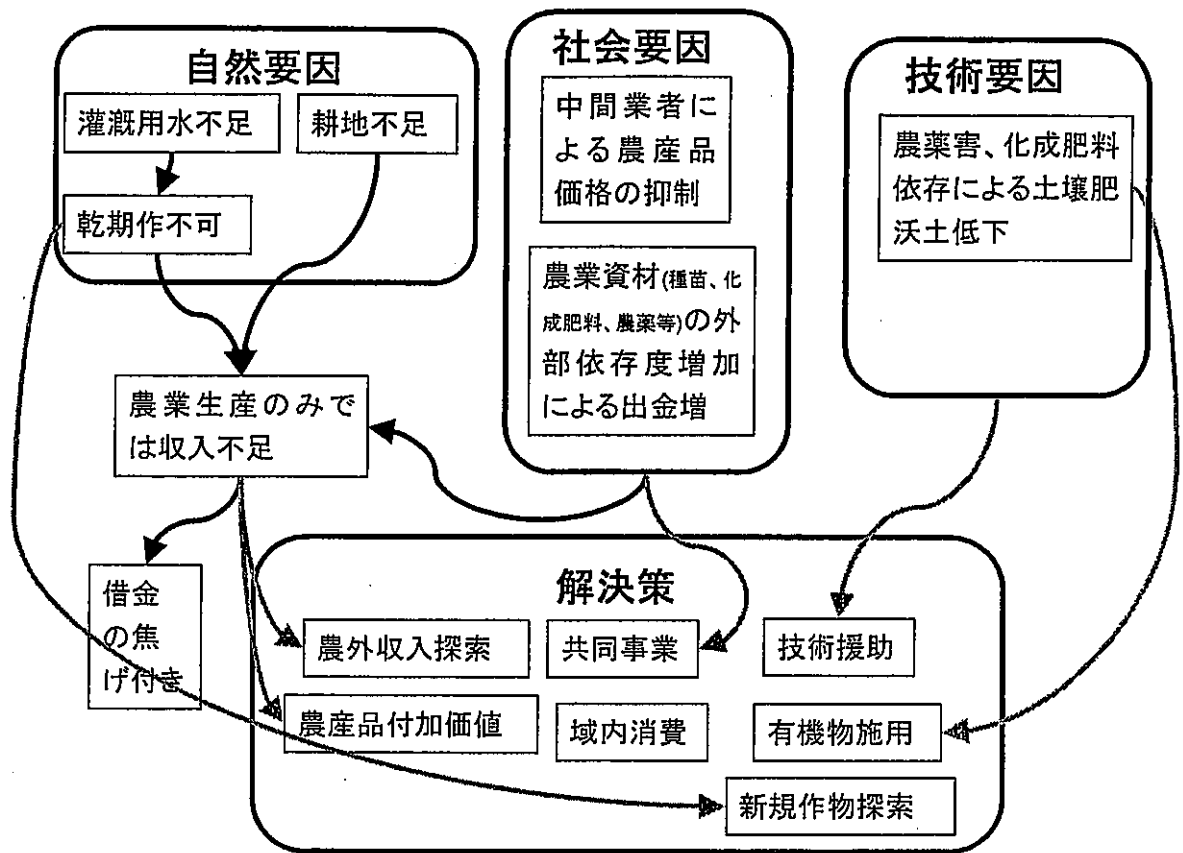 自然要因
灌漑用水不足
耕地不足
乾期作不可
社会要因
中間業者に
よる農産品
価格の抑制
農業資材(種苗、化
成肥料、農薬等)の外
部依存度増加
による出金増
技術要因
農薬害、化成肥料
依存による土壌肥
沃土低下
農業生産のみで
は収入不足
借金
の焦
げ付き
解決策
農外収入探索
共同事業
技術援助
農産品付加価値
域内消費
有機物施用
新規作物探索